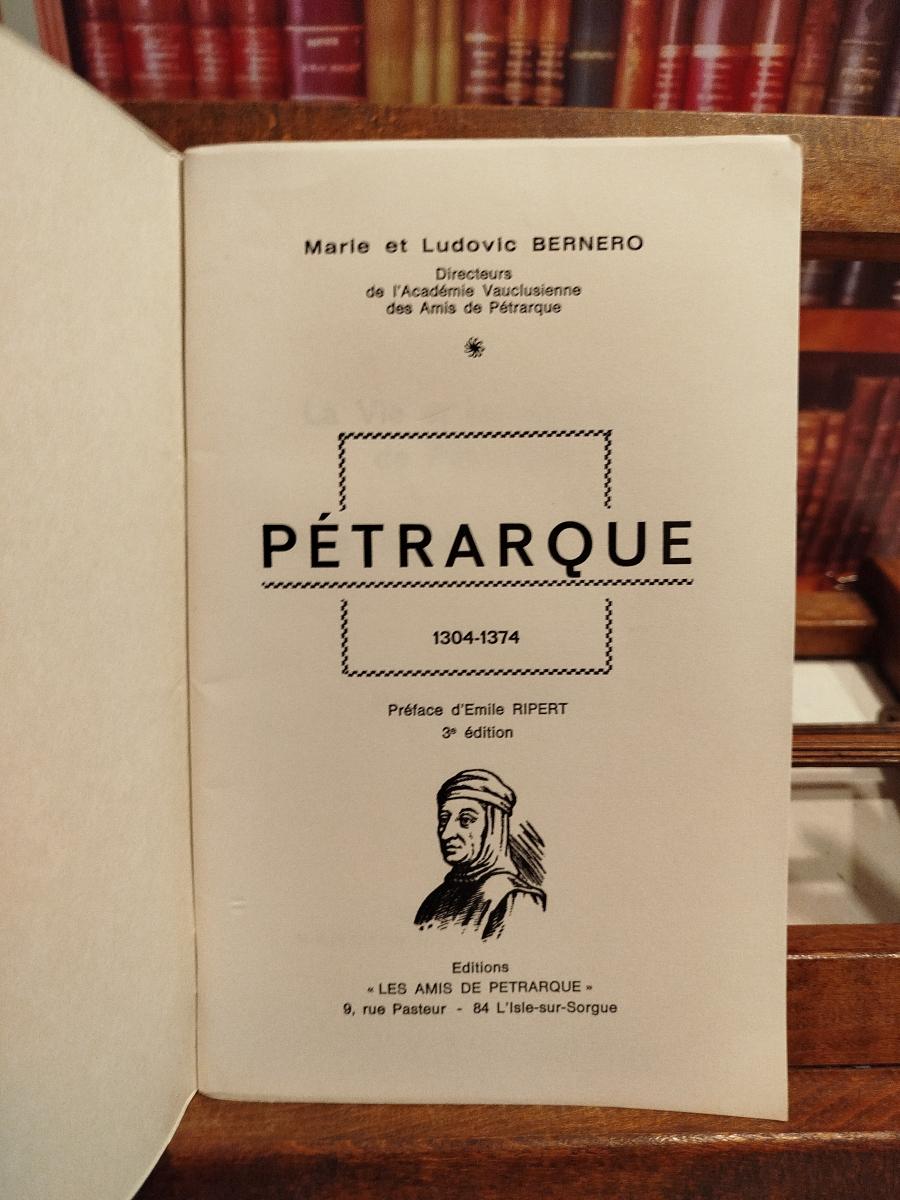 Marie et Ludovic BERNERO
Directeurs
de l'Académie Vauclusienne
des Amis de Pétrarque
PÉTRARQUE
1304-1374
Préface d'Emile RIPERT
3e édition
Editions
« LES AMIS DE PETRARQUE »
9, rue Pasteur - 84 L'Isle-sur-Sorgue